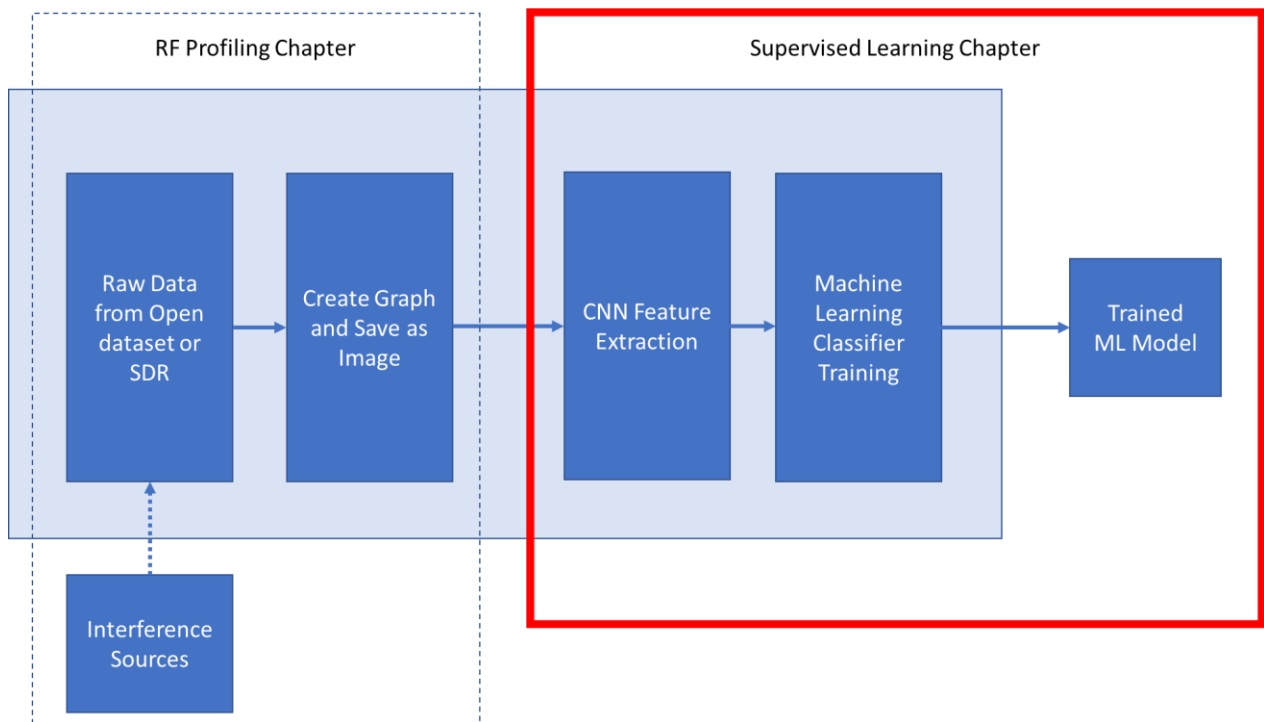 RF Profiling Chapter
Supervised Learning Chapter
Raw Data
from Open
dataset or
SDR
Create Graph
and Save as
Image
CNN Feature
Extraction
Machine
Learning
Classifier
Training
Trained
ML Model
Interference
Sources